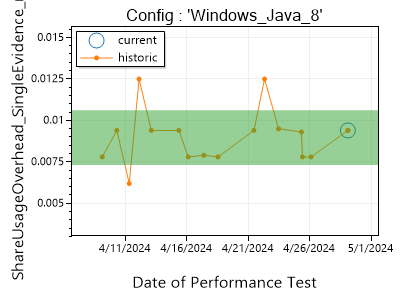 Config : 'Windows_Java_8'
ShareUsageOverhead_SingleEvidence_
current
historic
0.015
0.0125
0.01
0.0075
0.005
4/11/2024
4/16/2024
4/21/2024
4/26/2024
5/1/2024
Date of Performance Test